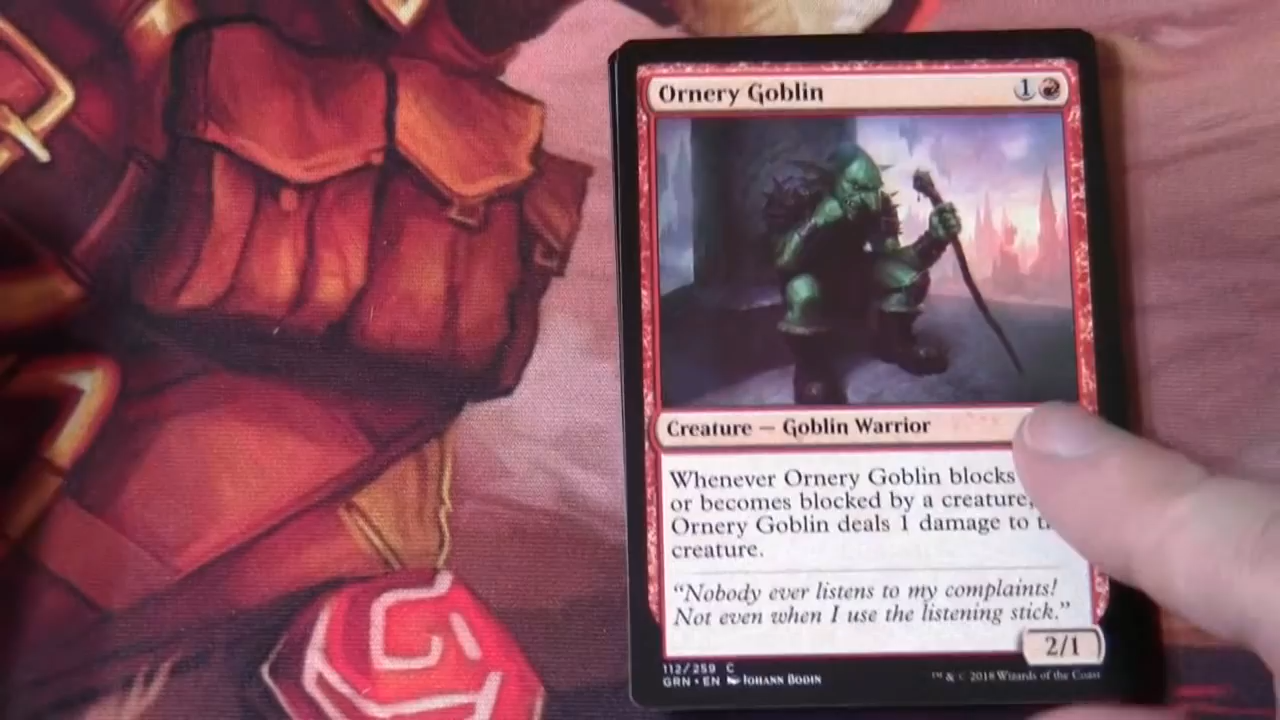 Ornery Goblin 1
Creature — Goblin Warrior
Whenever Ornery Goblin blocks
or becomes blocked by a creature,
Ornery Goblin deals 1 damage to
creature.
“Nobody ever listens to my complaints!
Not even when I use the listening stick.”
2/1
112/259 C
GRN • EN Johann Bodin
™ & © 2018 Wizards of the Coast